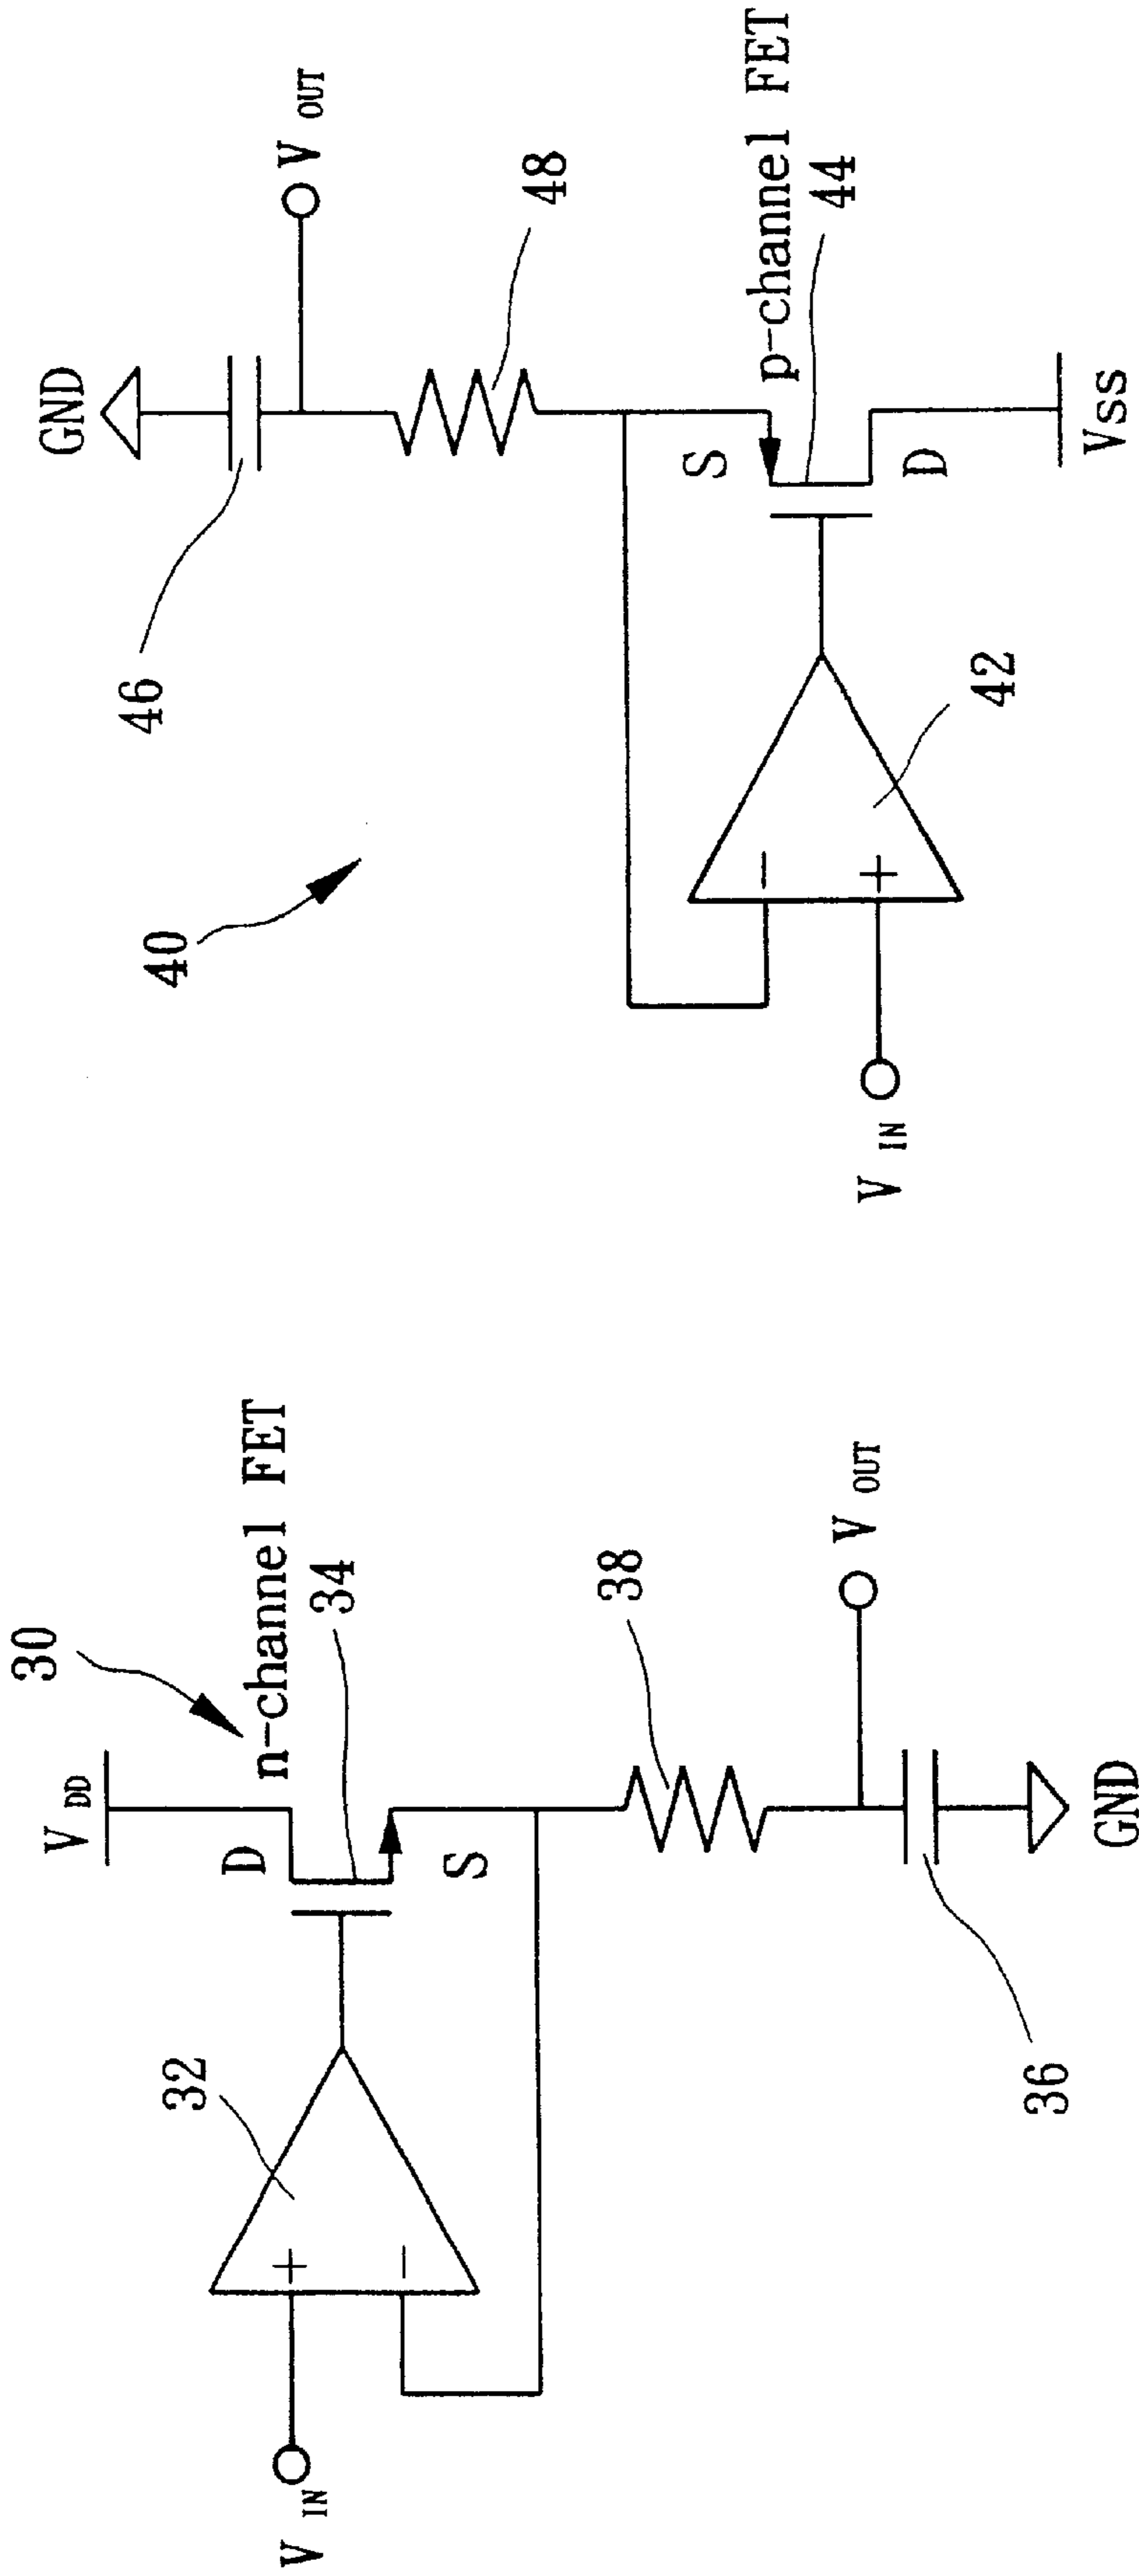 30
V DD
n-channel FET
D
34
32
S
+
−
V IN
38
V OUT
36
GND
40
GND
46
V OUT
48
p-channel FET
S
44
D
−
+
42
V IN
VSS